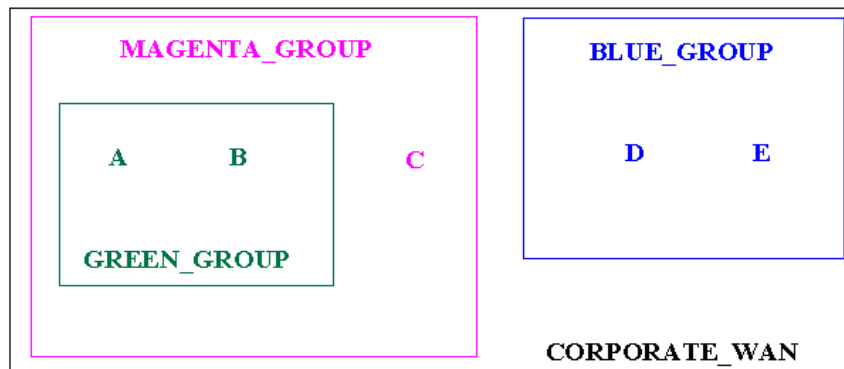 MAGENTA_GROUP
BLUE_GROUP
A B C
D E
GREEN_GROUP
CORPORATE_WAN